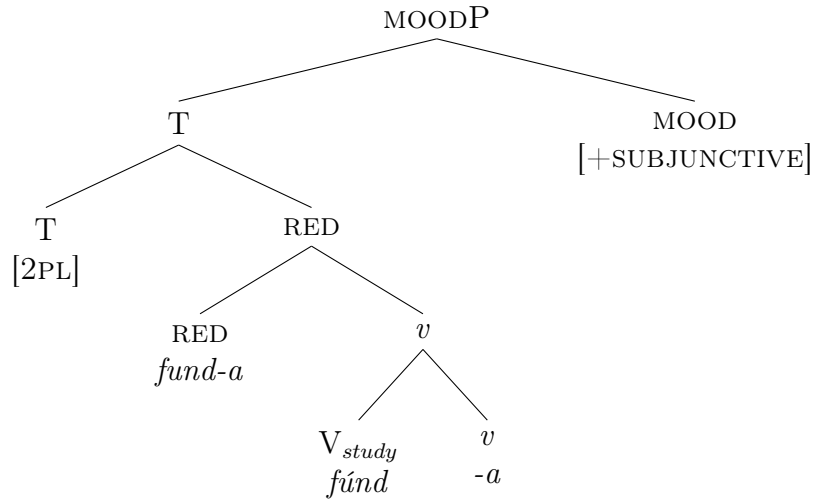 MOODP
T MOOD
[+SUBJUNCTIVE]
T RED
[2PL]
RED v
fund-a
V_study v
fúnd -a